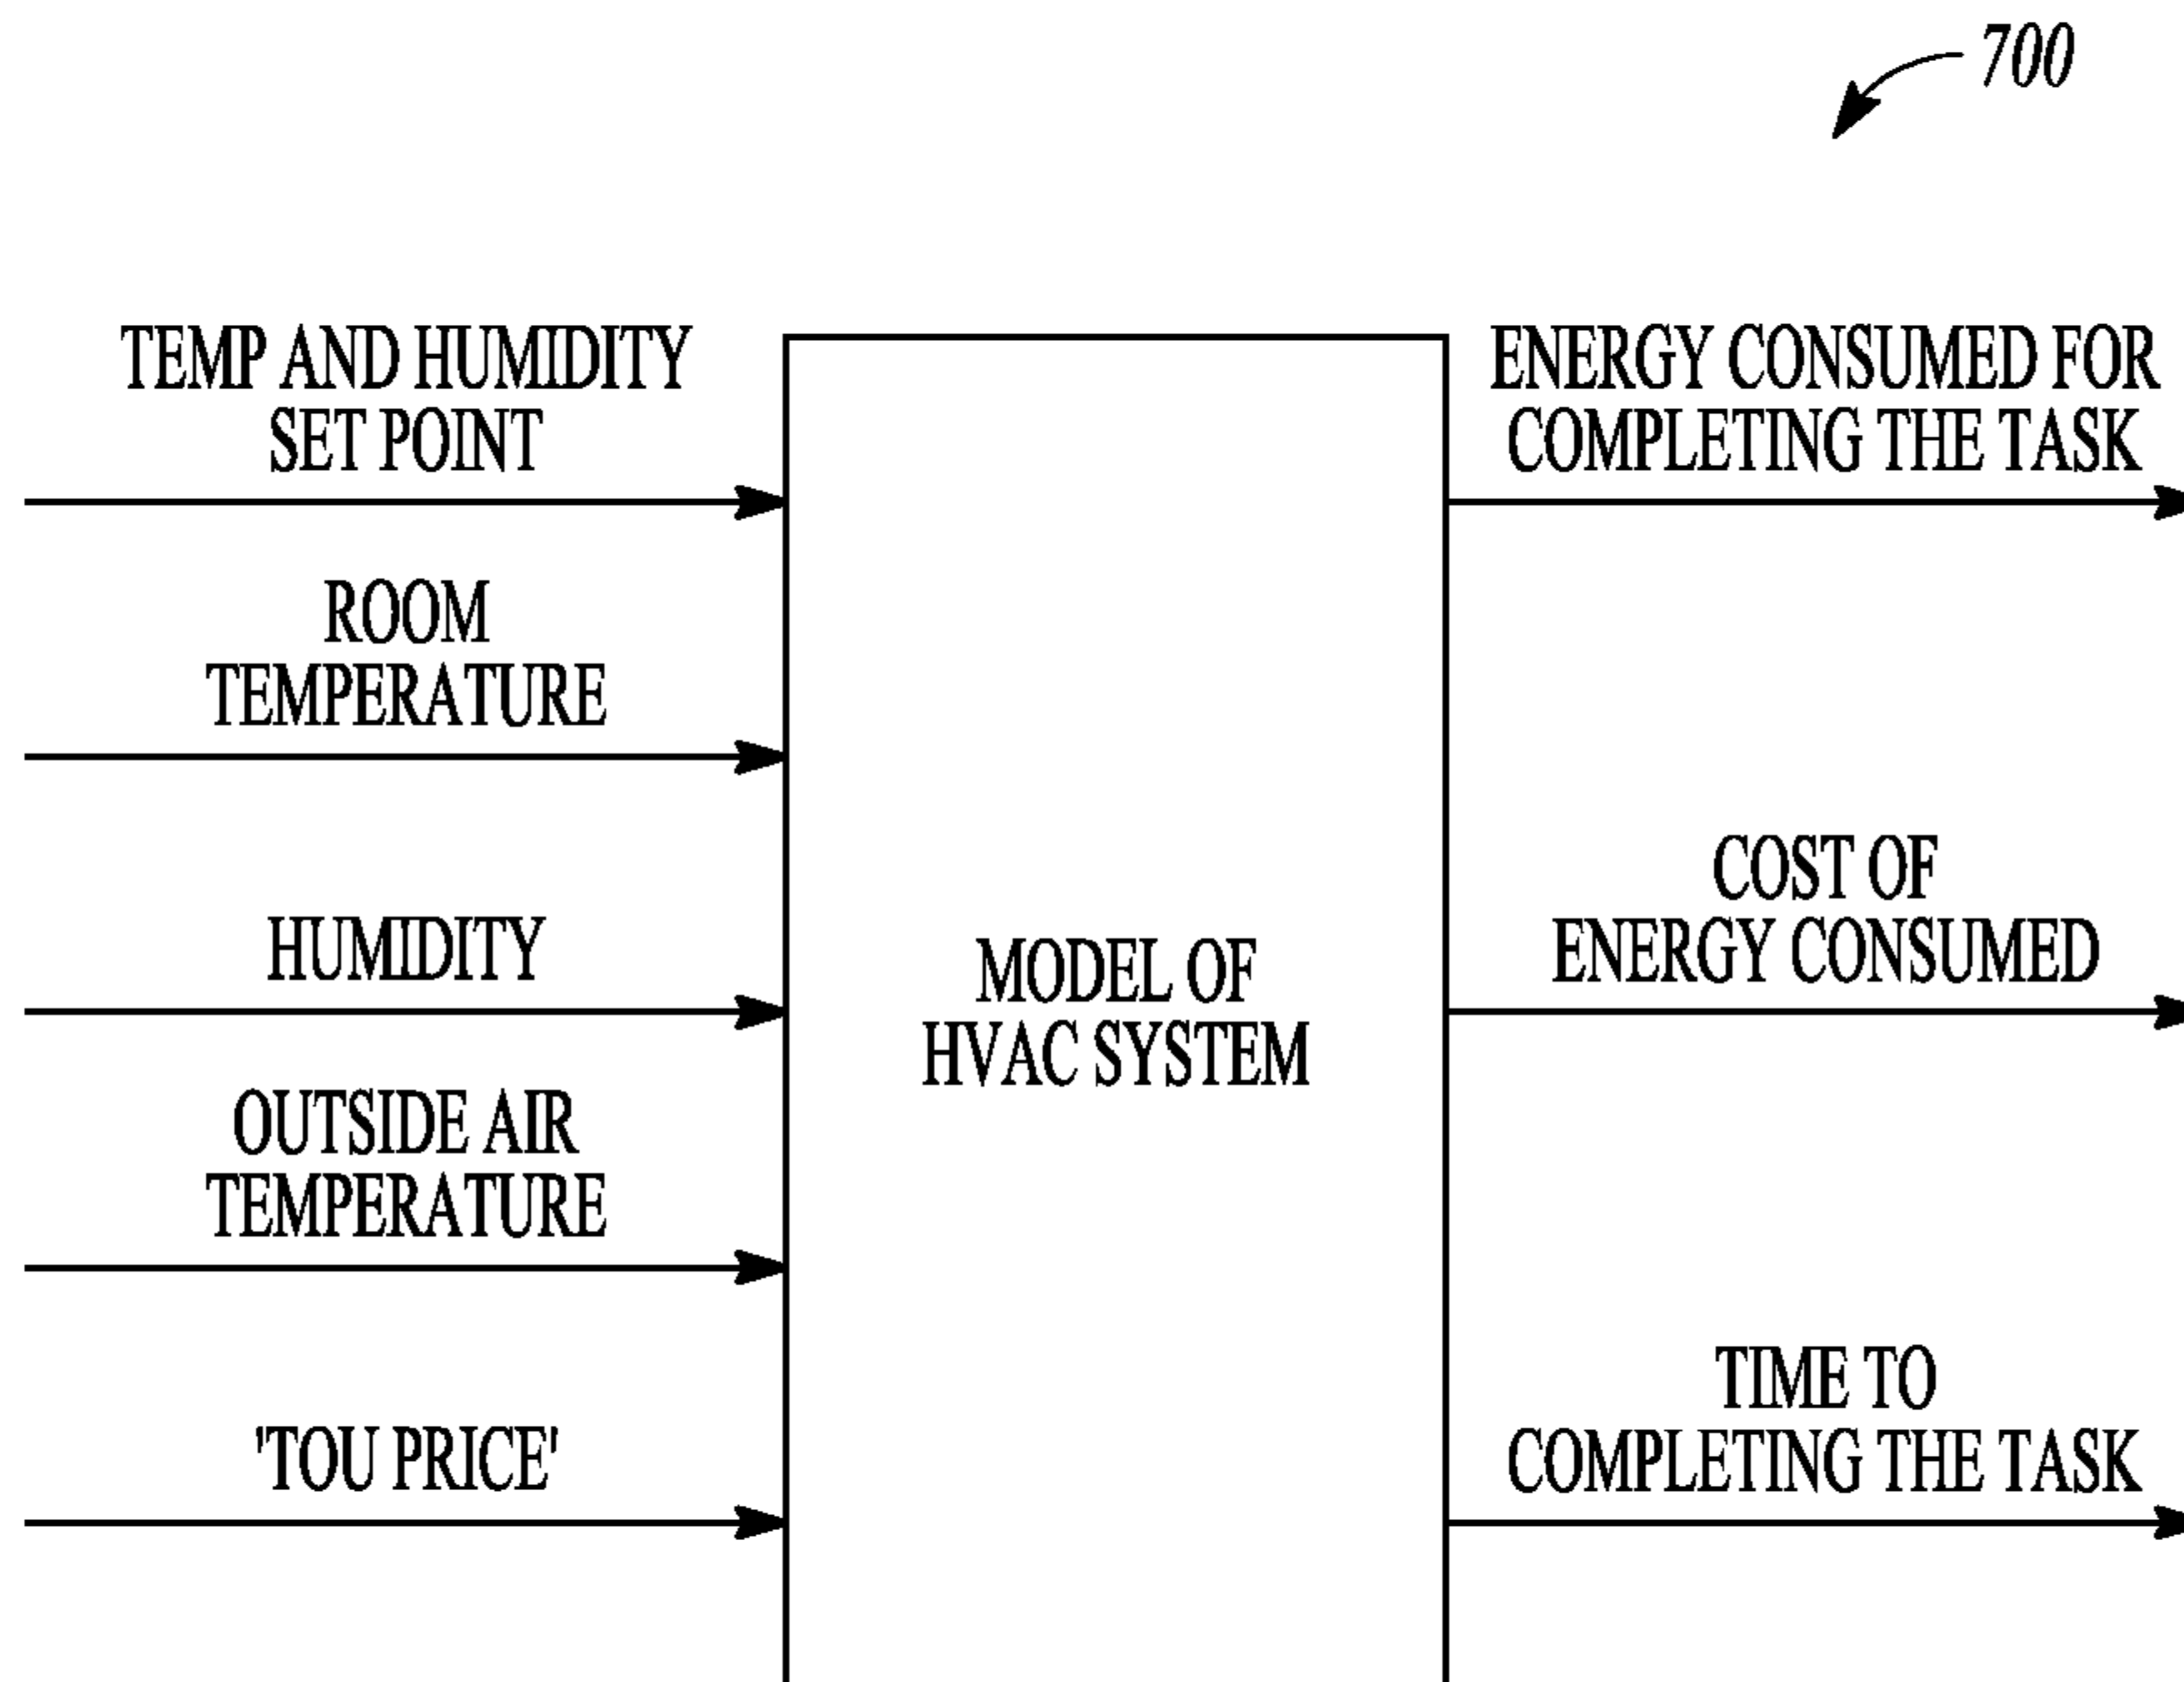 700
TEMP AND HUMIDITY
SET POINT
ROOM
TEMPERATURE
HUMIDITY
OUTSIDE AIR
TEMPERATURE
'TOU PRICE'
MODEL OF
HVAC SYSTEM
ENERGY CONSUMED FOR
COMPLETING THE TASK
COST OF
ENERGY CONSUMED
TIME TO
COMPLETING THE TASK